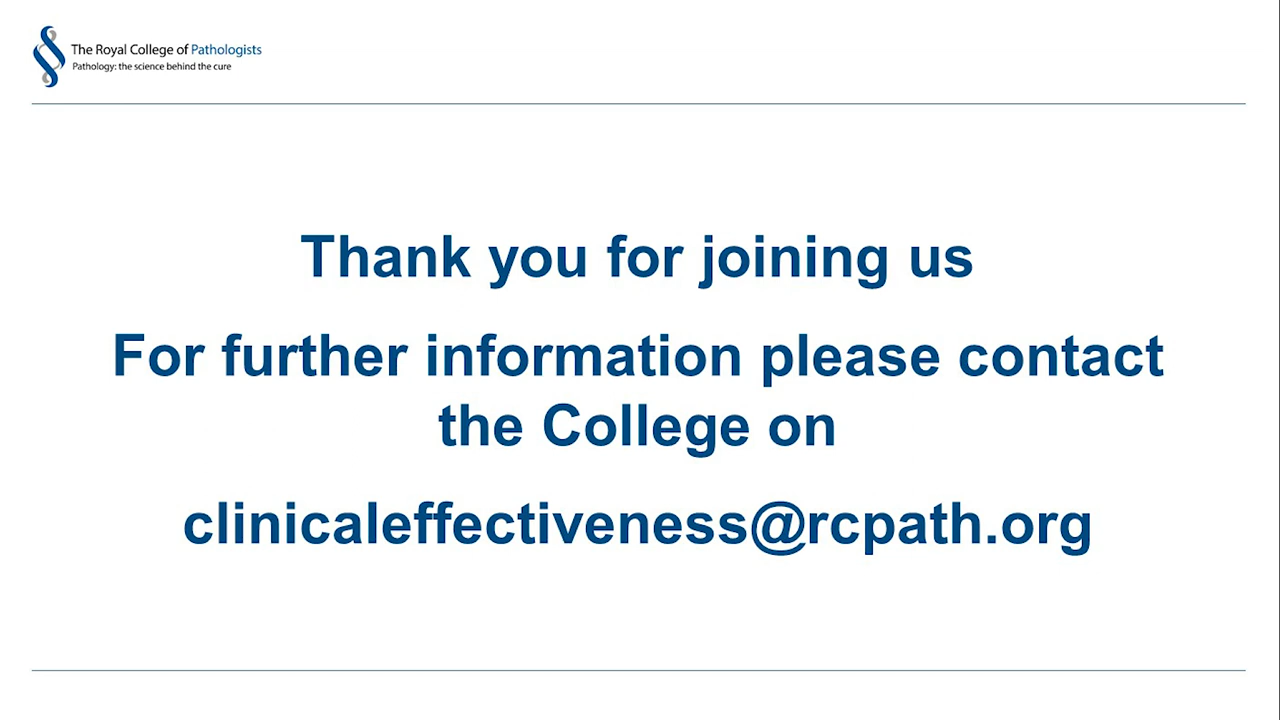 The Royal College of Pathologists
Pathology: the science behind the cure
Thank you for joining us
For further information please contact
the College on
clinicaleffectiveness@rcpath.org